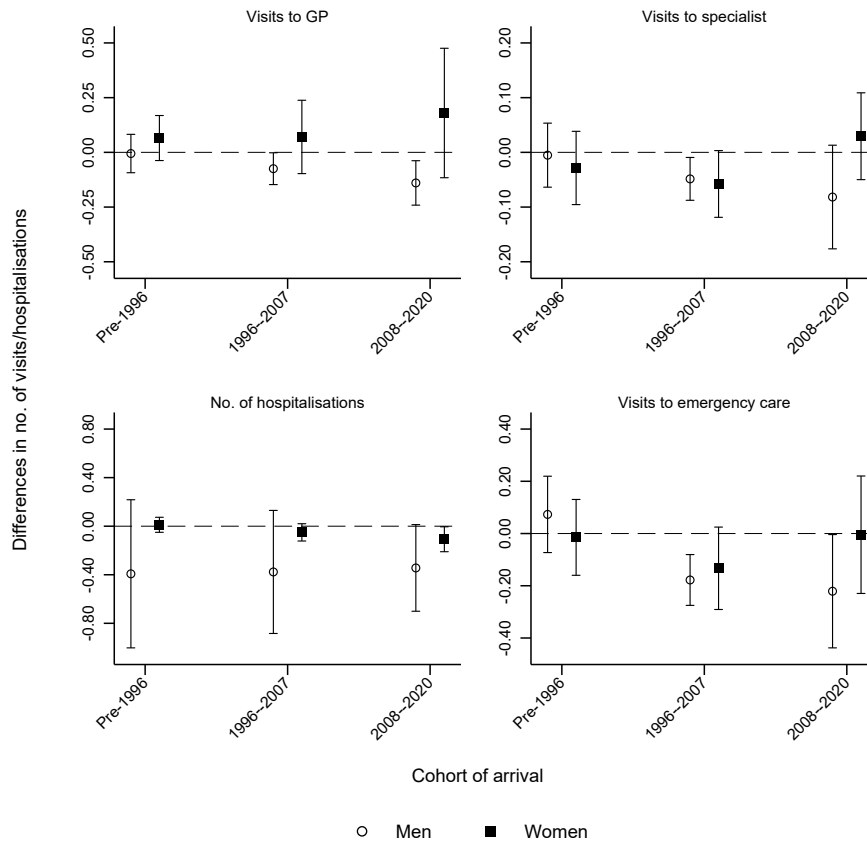 Visits to GP
0.50
0.25
0.00
-0.25
-0.50
Pre-1996
1996–2007
2008–2020
Visits to specialist
0.20
0.10
0.00
-0.10
-0.20
Pre-1996
1996–2007
2008–2020
Differences in no. of visits/hospitalisations
No. of hospitalisations
0.80
0.40
0.00
-0.40
-0.80
Pre-1996
1996–2007
2008–2020
Visits to emergency care
0.40
0.20
0.00
-0.20
-0.40
Pre-1996
1996–2007
2008–2020
Cohort of arrival
Men
Women